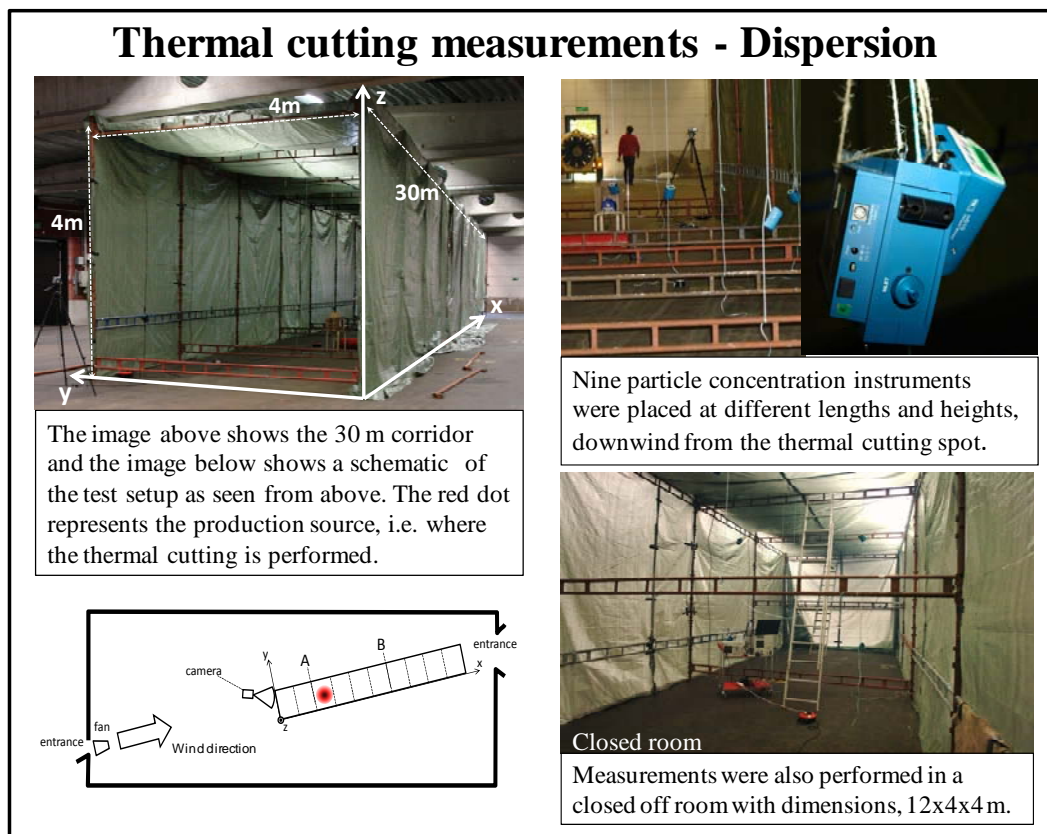 Thermal cutting measurements - Dispersion
4m
z
30m
4m
x
y
The image above shows the 30 m corridor
and the image below shows a schematic of
the test setup as seen from above. The red dot
represents the production source, i.e. where
the thermal cutting is performed.
INLET
Nine particle concentration instruments
were placed at different lengths and heights,
downwind from the thermal cutting spot.
Closed room
Measurements were also performed in a
closed off room with dimensions, 12x4x4 m.
camera
y
A
B
entrance
x
z
fan
entrance
Wind direction